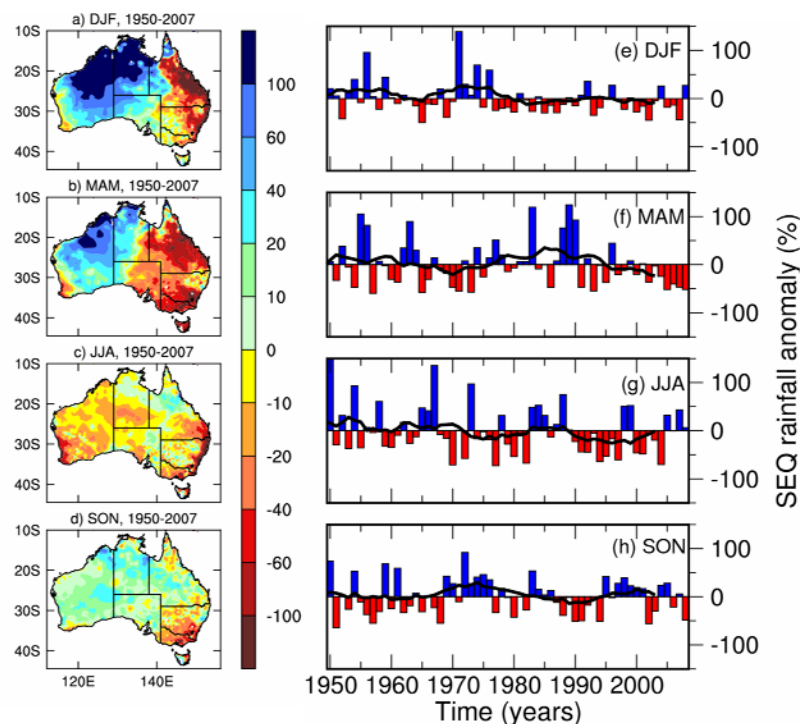 a) DJF, 1950-2007
10S
20S
30S
40S
b) MAM, 1950-2007
10S
20S
30S
40S
c) JJA, 1950-2007
10S
20S
30S
40S
d) SON, 1950-2007
10S
20S
30S
40S
120E 140E
100
60
40
20
10
0
-10
-20
-40
-60
-100
(e) DJF
100
0
-100
(f) MAM
100
0
-100
(g) JJA
100
0
-100
(h) SON
100
0
-100
1950 1960 1970 1980 1990 2000
Time (years)
SEQ rainfall anomaly (%)